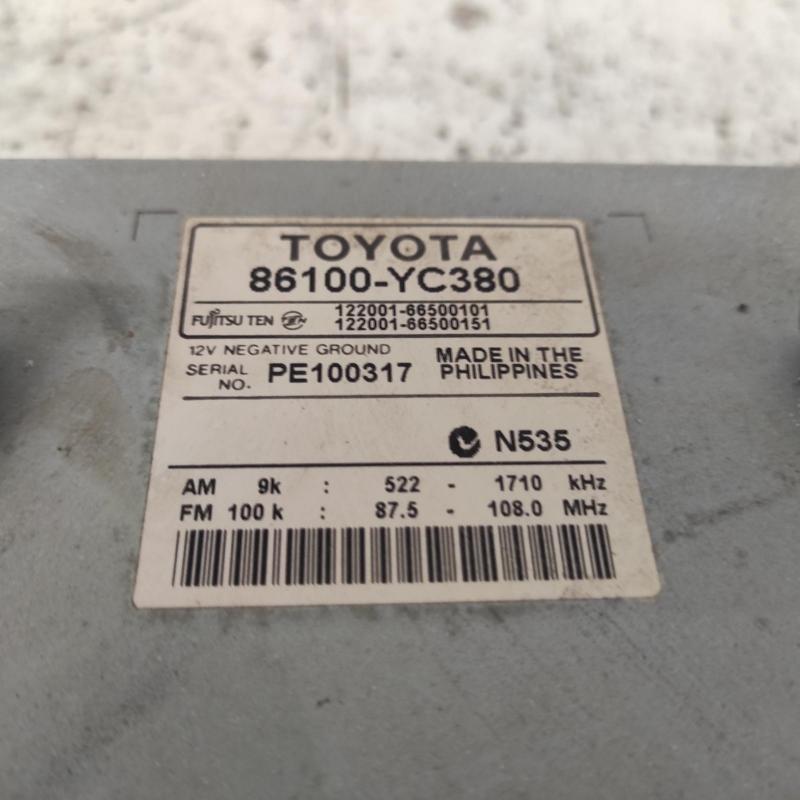 TOYOTA
86100-YC380
FUJITSU TEN TEN 122001-66500101
122001-66500151
12V NEGATIVE GROUND
SERIAL NO. PE100317
MADE IN THE
PHILIPPINES
N535
AM 9k : 522 - 1710 kHz
FM 100 k : 87.5 - 108.0 MHz